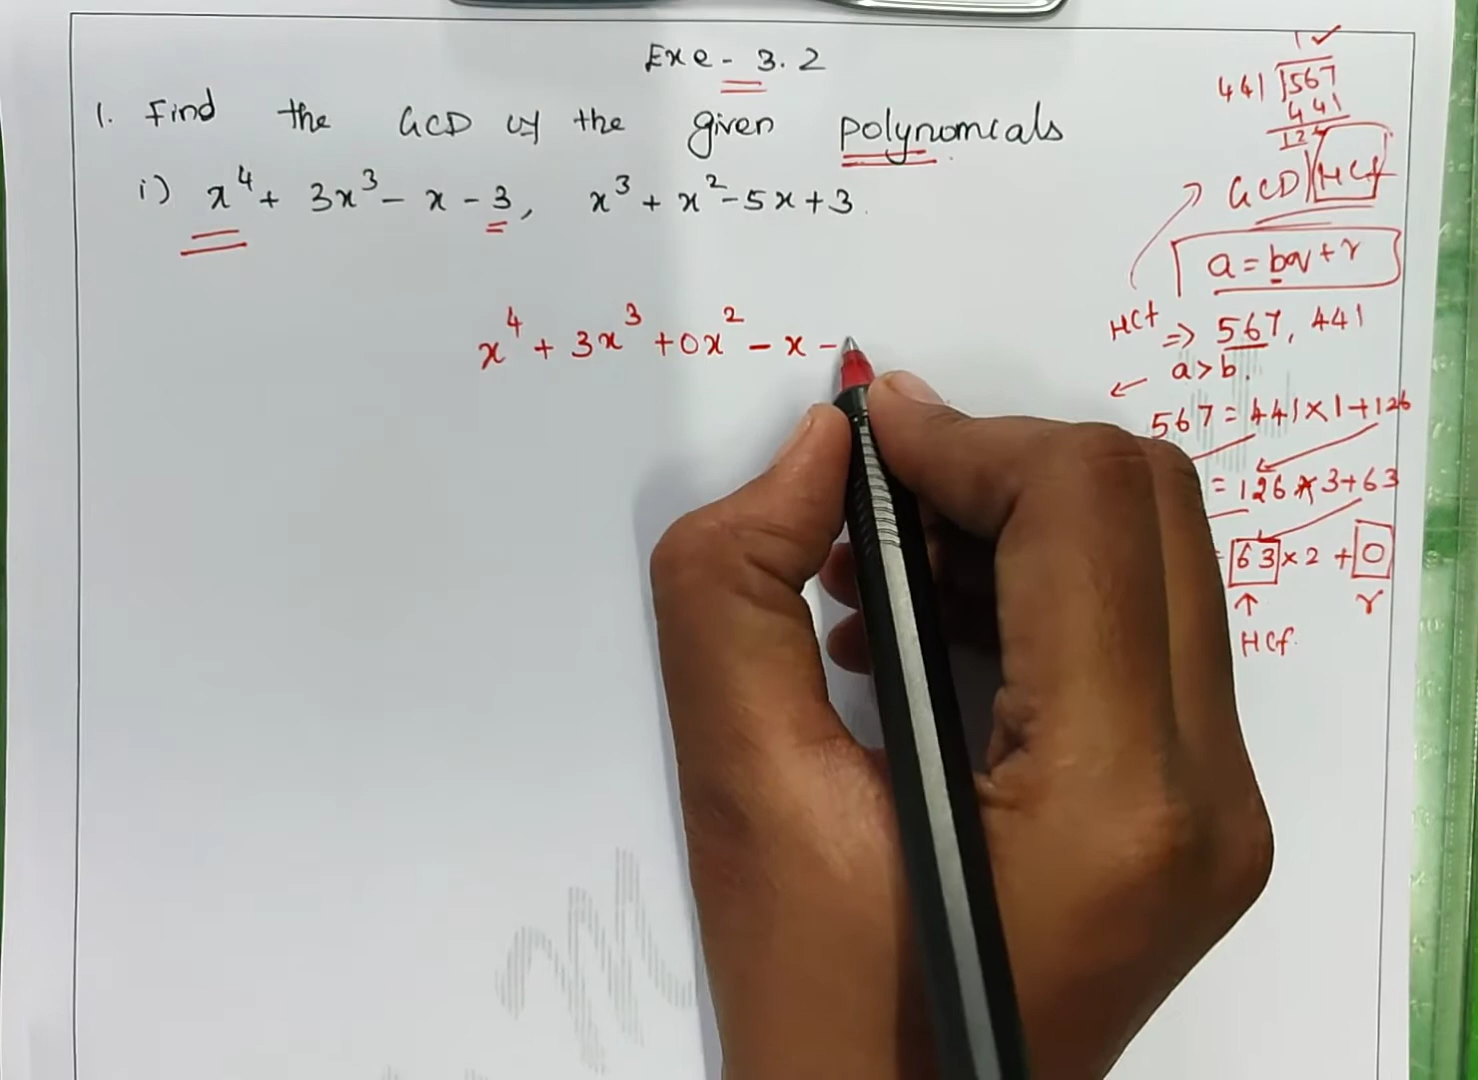 Exe - 3.2
1. Find the GCD of the given polynomials
i) x⁴ + 3x³ - x - 3, x³ + x² - 5x + 3.
x⁴ + 3x³ + 0x² - x -
1 ✓
441 ) 567
441
GCD | HCf
a = bq + r
HCf ⇒ 567, 441
← a > b.
567 = 441 × 1 + 126
= 126 × 3 + 63
63 × 2 + 0
↑ r
HCf.